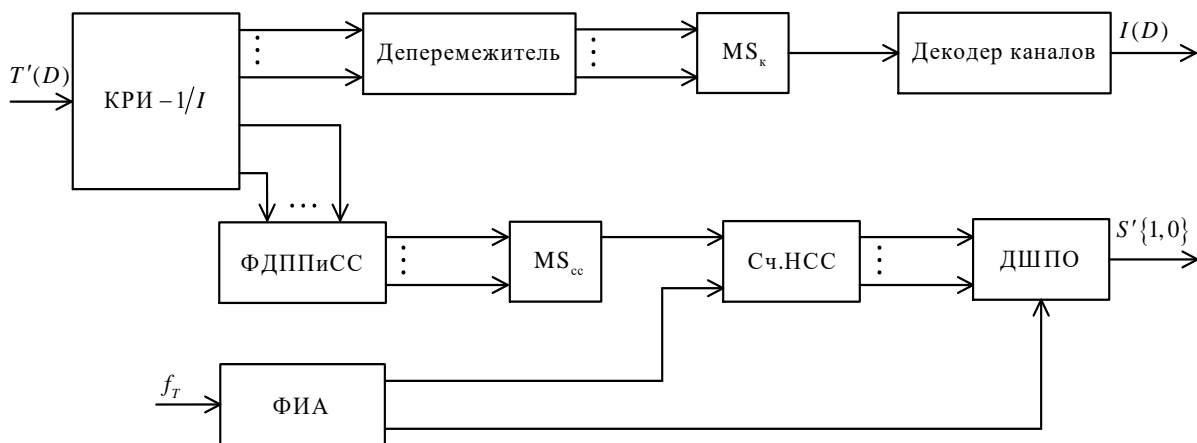 T′(D)
КРИ – 1/I
Деперемежитель
MSк
Декодер каналов
I(D)
ФДППиСС
MSсс
Сч.НСС
ДШПО
S′{1,0}
fT
ФИА